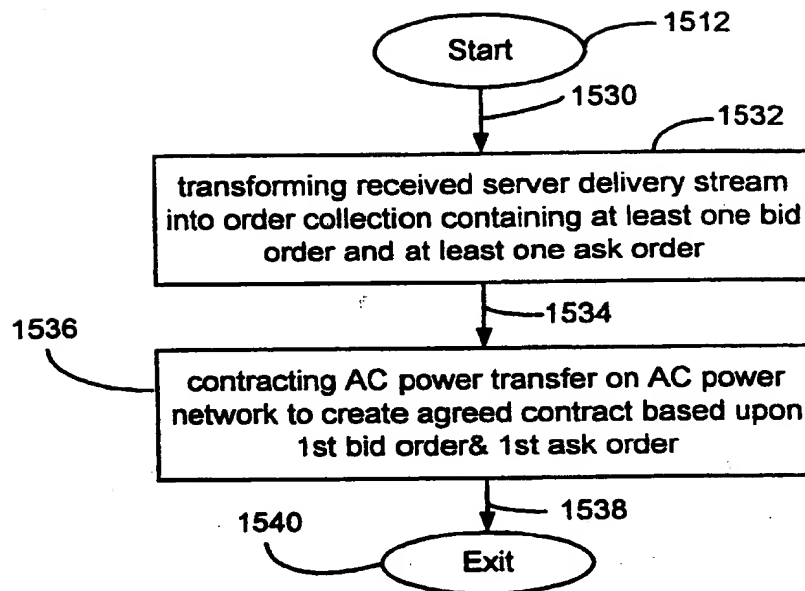 Start
1512
1530
1532
transforming received server delivery stream
into order collection containing at least one bid
order and at least one ask order
1534
1536
contracting AC power transfer on AC power
network to create agreed contract based upon
1st bid order& 1st ask order
1538
1540
Exit